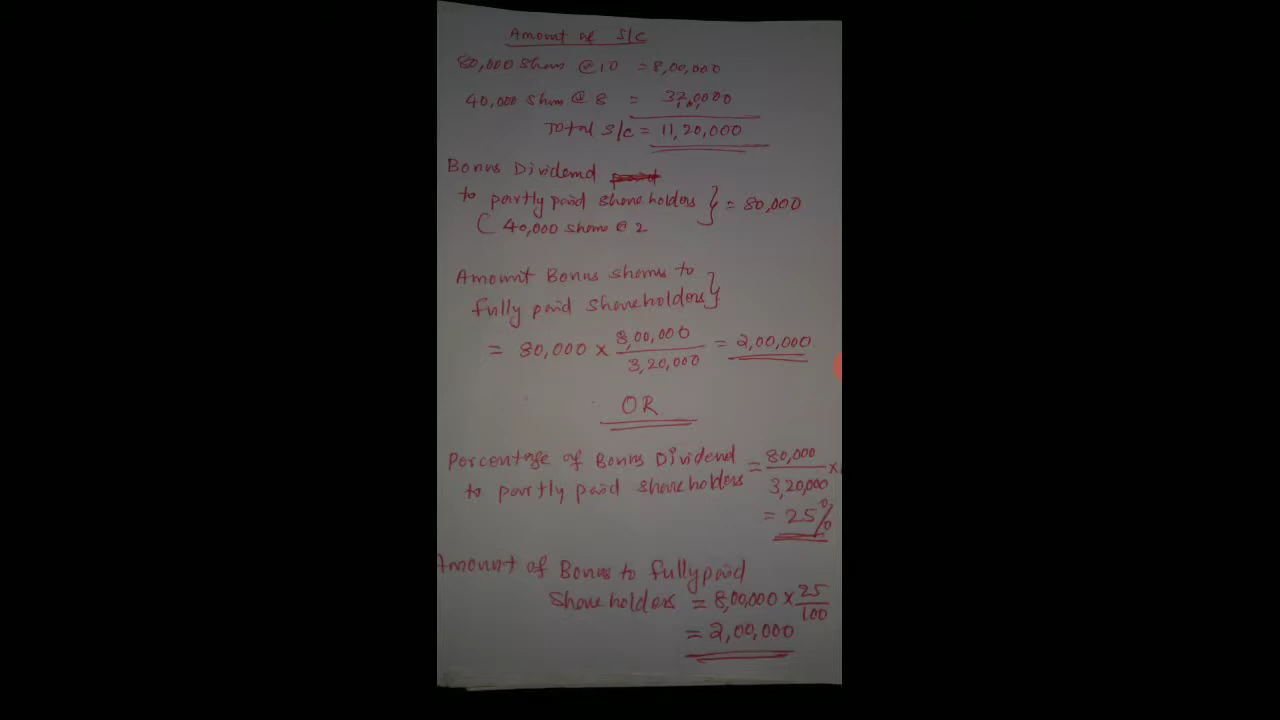 Amount of S/C
80,000 Shares @ 10 = 8,00,000
40,000 Shares @ 8 = 3,20,000
Total S/C = 11,20,000
Bonus Dividend
to partly paid shareholders } = 80,000
( 40,000 shares @ 2
Amount Bonus shares to
fully paid shareholders }
= 80,000 × 8,00,000 / 3,20,000 = 2,00,000
OR
Percentage of Bonus Dividend
to partly paid shareholders = 80,000 / 3,20,000 ×
= 25%
Amount of Bonus to fully paid
Shareholders = 8,00,000 × 25 / 100
= 2,00,000